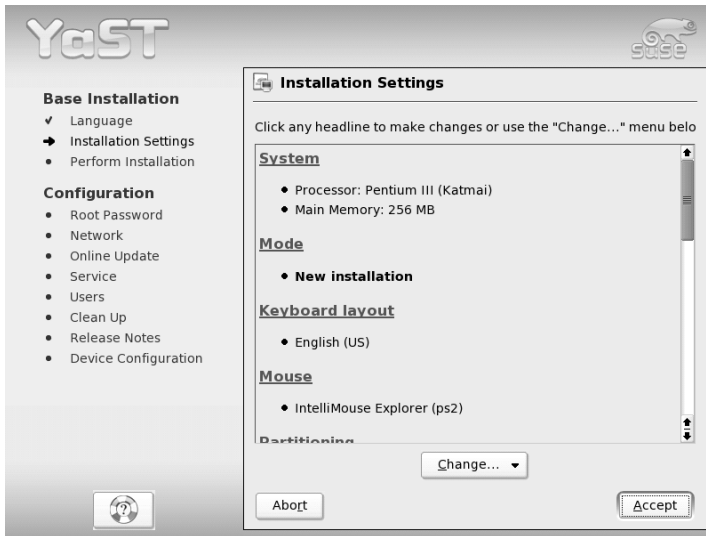 YaST
SUSE
Base Installation
Language
Installation Settings
Perform Installation
Configuration
Root Password
Network
Online Update
Service
Users
Clean Up
Release Notes
Device Configuration
Installation Settings
Click any headline to make changes or use the "Change..." menu belo
System
Processor: Pentium III (Katmai)
Main Memory: 256 MB
Mode
New installation
Keyboard layout
English (US)
Mouse
IntelliMouse Explorer (ps2)
Partitioning
Change...
?
Abort
Accept